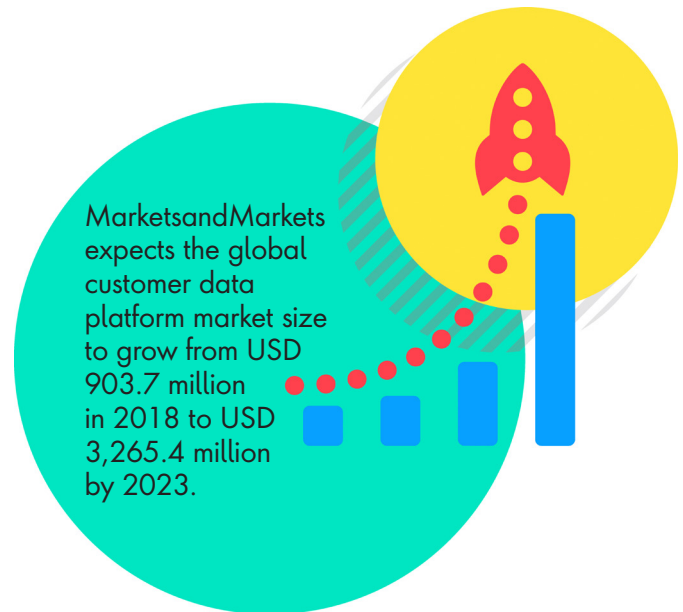 MarketsandMarkets
expects the global
customer data
platform market size
to grow from USD
903.7 million
in 2018 to USD
3,265.4 million
by 2023.